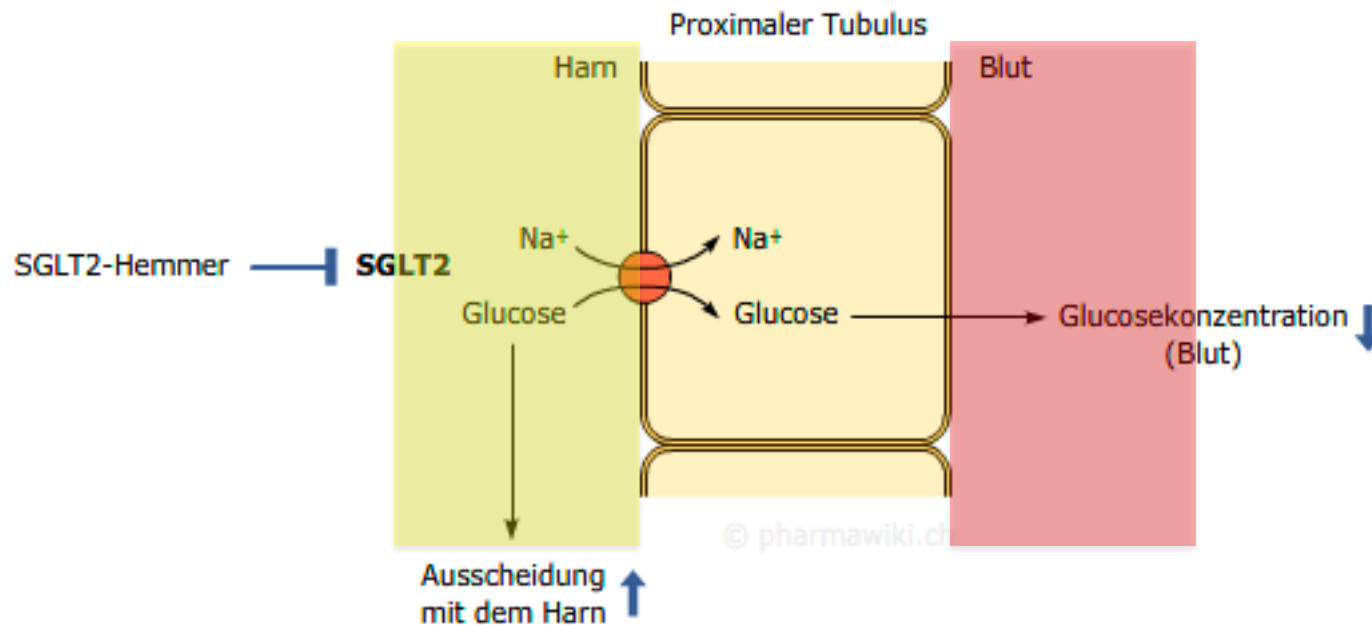 Proximaler Tubulus
Harn
Blut
Na+
Na+
SGLT2-Hemmer
SGLT2
Glucose
Glucose
Glucosekonzentration
(Blut)
© pharmawiki.ch
Ausscheidung
mit dem Harn